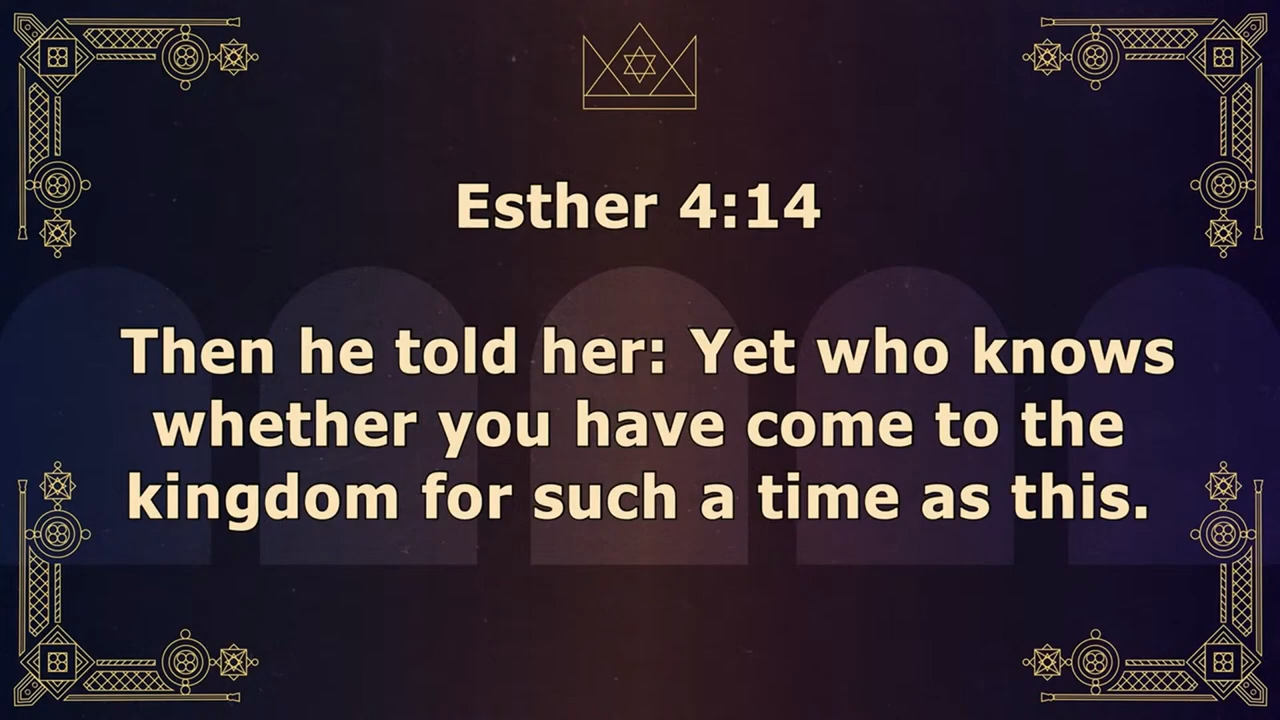 Esther 4:14
Then he told her: Yet who knows
whether you have come to the
kingdom for such a time as this.